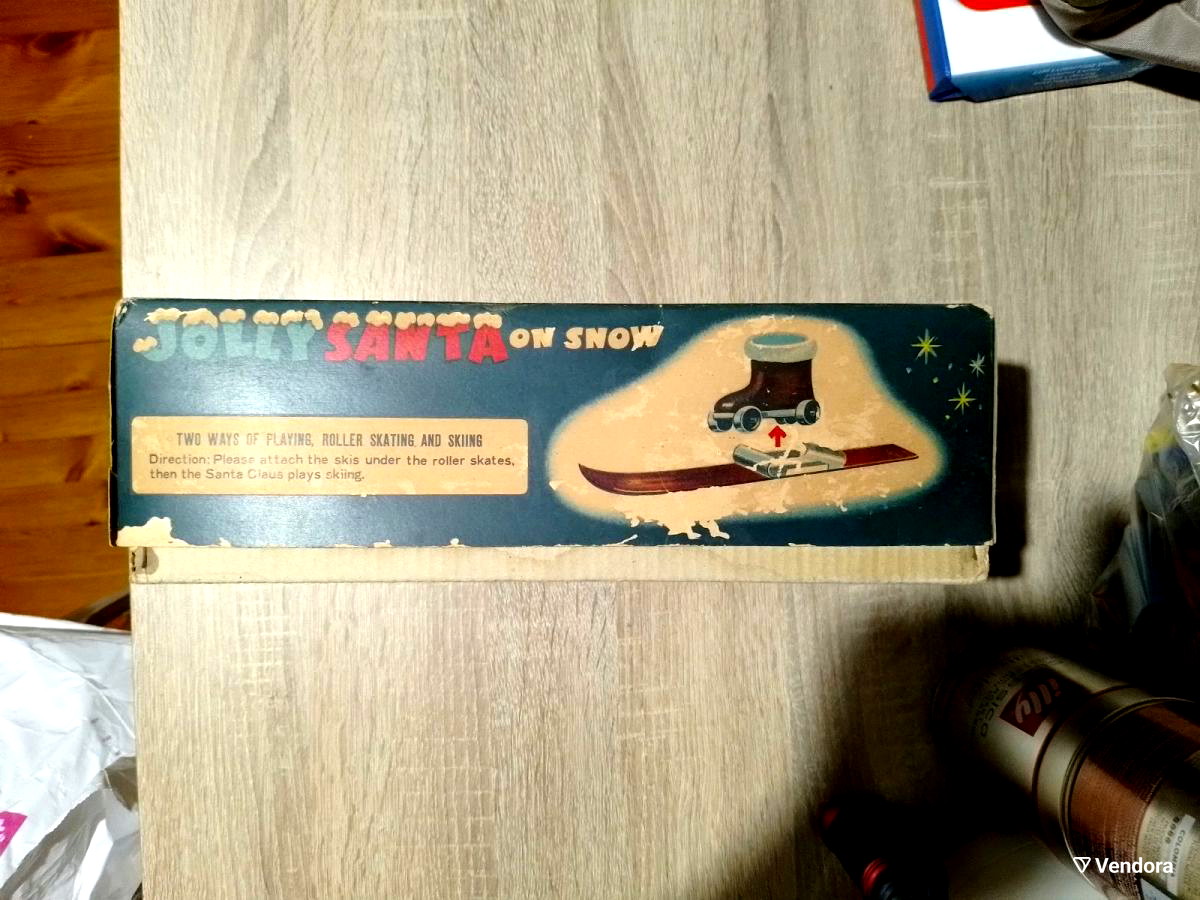 JOLLY SANTA ON SNOW
TWO WAYS OF PLAYING, ROLLER SKATING AND SKIING
Direction: Please attach the skis under the roller skates,
then the Santa Claus plays skiing.
illy
Vendora